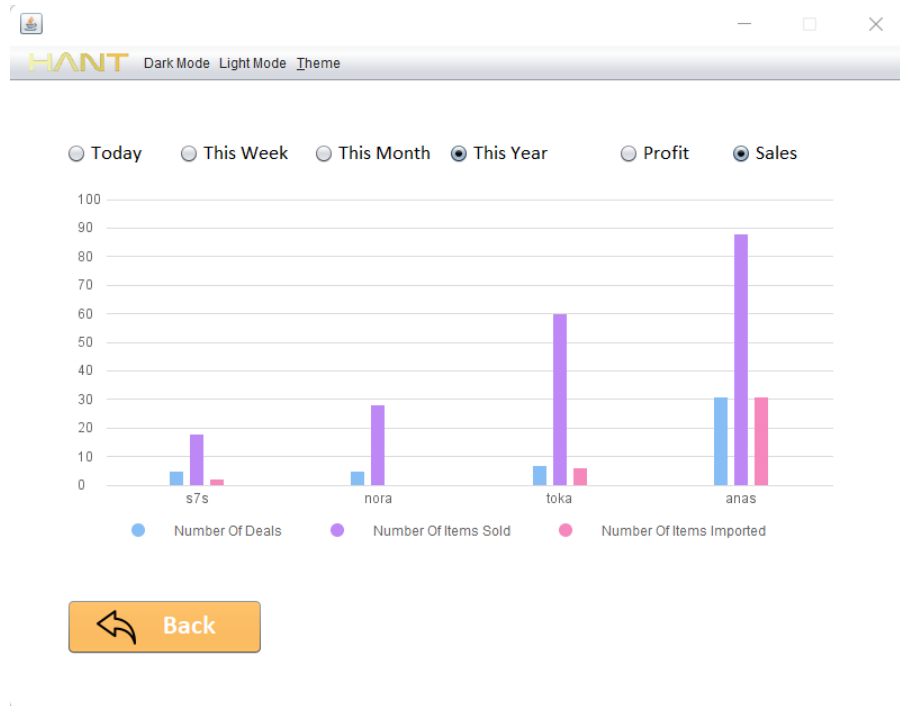 HANT Dark Mode Light Mode Theme
Today This Week This Month This Year Profit Sales
100
90
80
70
60
50
40
30
20
10
0
s7s nora toka anas
Number Of Deals Number Of Items Sold Number Of Items Imported
Back